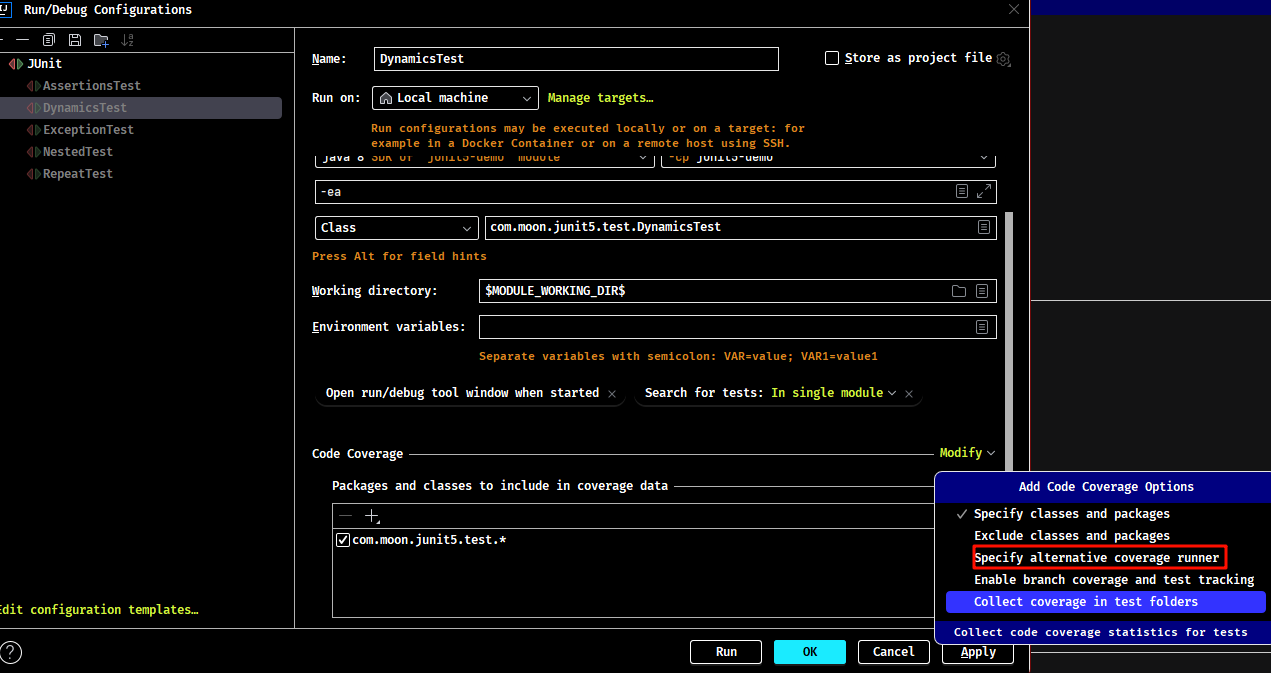 Run/Debug Configurations
JUnit
AssertionsTest
DynamicsTest
ExceptionTest
NestedTest
RepeatTest
Edit configuration templates…
Name: DynamicsTest
Store as project file
Run on: Local machine Manage targets…
Run configurations may be executed locally or on a target: for
example in a Docker Container or on a remote host using SSH.
java 8 SDK of 'junit5-demo' module -cp junit5-demo
-ea
Class com.moon.junit5.test.DynamicsTest
Press Alt for field hints
Working directory: $MODULE_WORKING_DIR$
Environment variables:
Separate variables with semicolon: VAR=value; VAR1=value1
Open run/debug tool window when started × Search for tests: In single module ×
Code Coverage Modify
Packages and classes to include in coverage data
com.moon.junit5.test.*
Add Code Coverage Options
Specify classes and packages
Exclude classes and packages
Specify alternative coverage runner
Enable branch coverage and test tracking
Collect coverage in test folders
Collect code coverage statistics for tests
? Run OK Cancel Apply